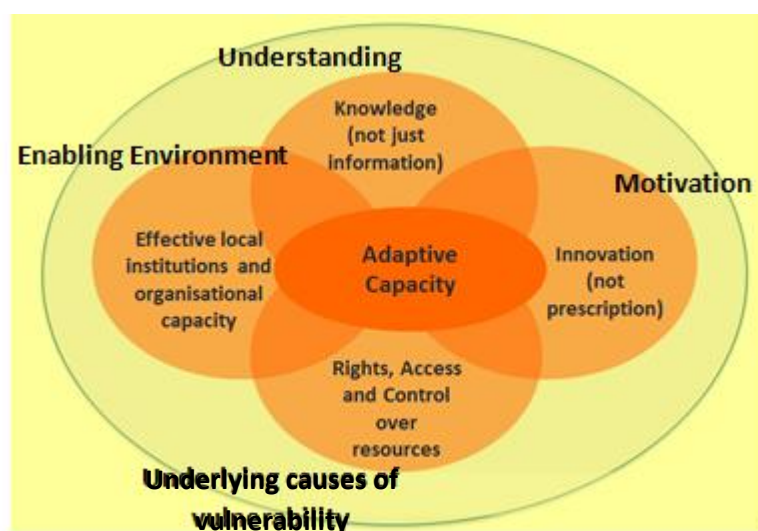 Understanding
Knowledge
(not just
information)
Enabling Environment
Motivation
Effective local
institutions and
organisational
capacity
Adaptive
Capacity
Innovation
(not
prescription)
Rights, Access
and Control
over
resources
Underlying causes of
vulnerability